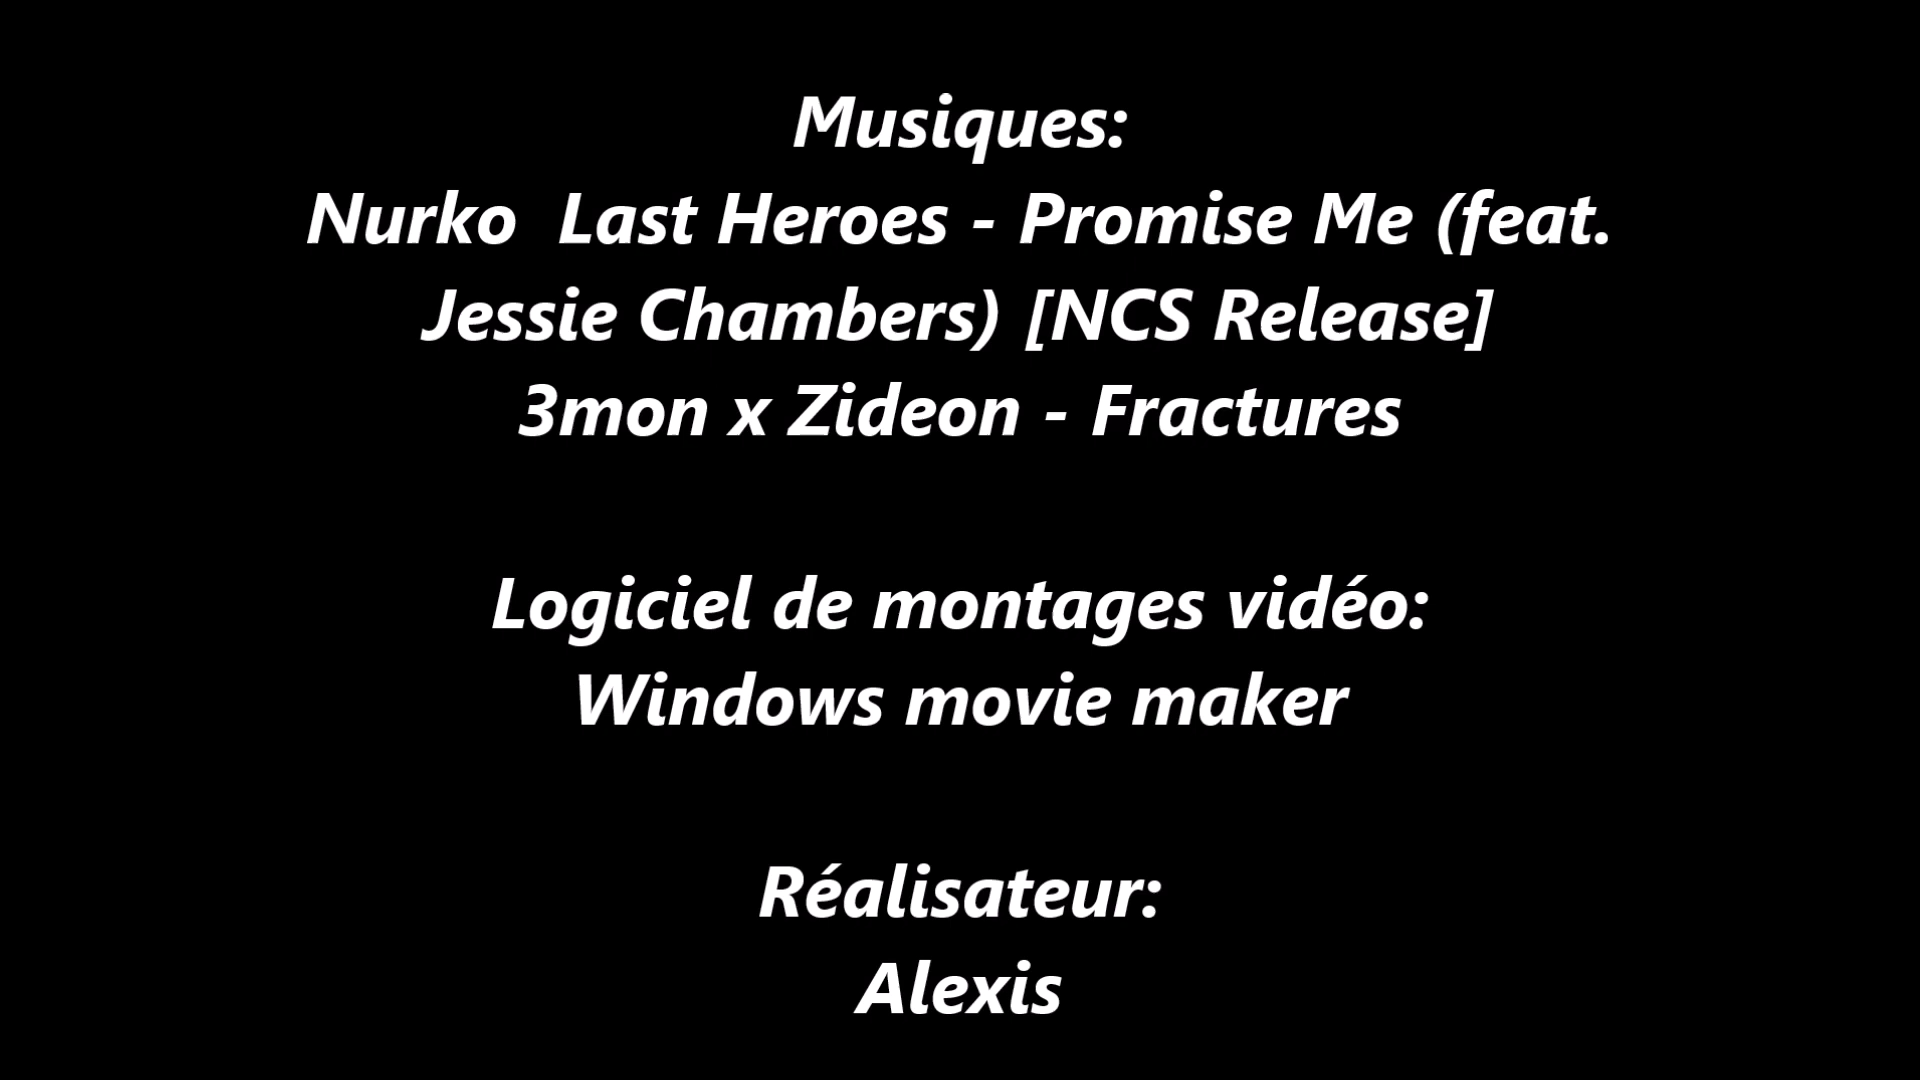 Musiques:
Nurko  Last Heroes - Promise Me (feat.
Jessie Chambers) [NCS Release]
3mon x Zideon - Fractures
Logiciel de montages vidéo:
Windows movie maker
Réalisateur:
Alexis